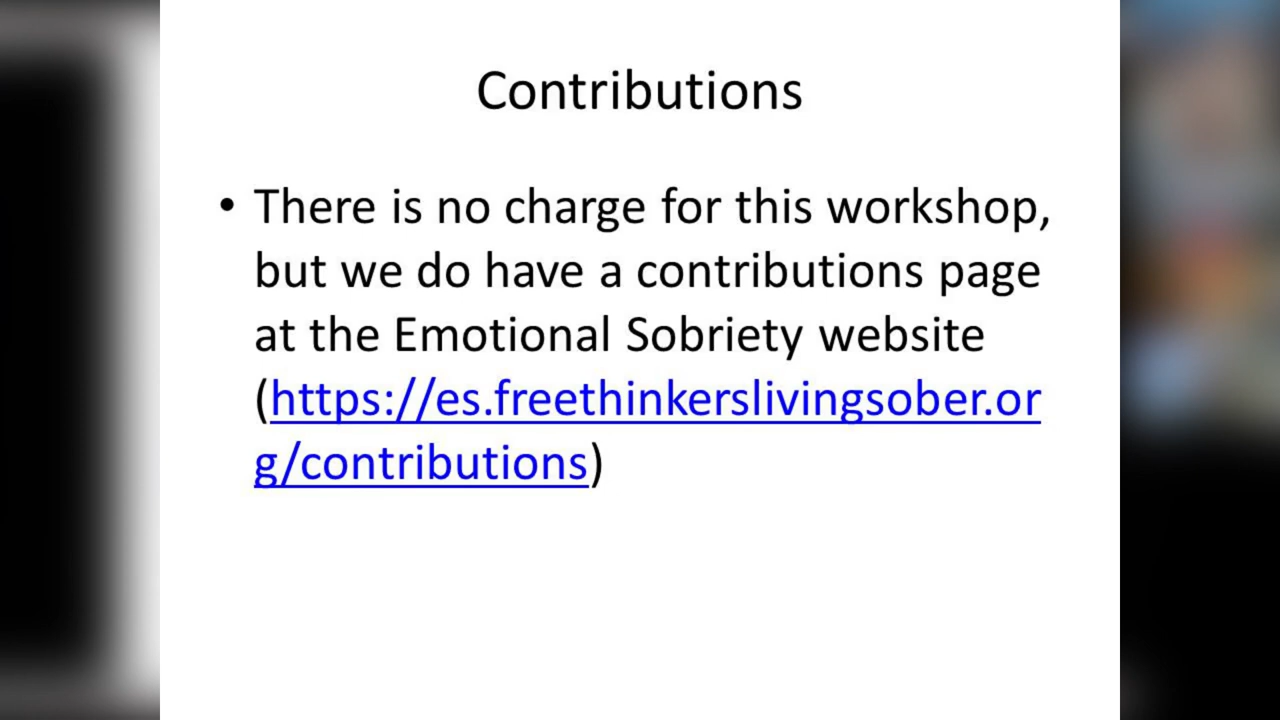 Contributions
• There is no charge for this workshop,
but we do have a contributions page
at the Emotional Sobriety website
(https://es.freethinkerslivingsober.or
g/contributions)